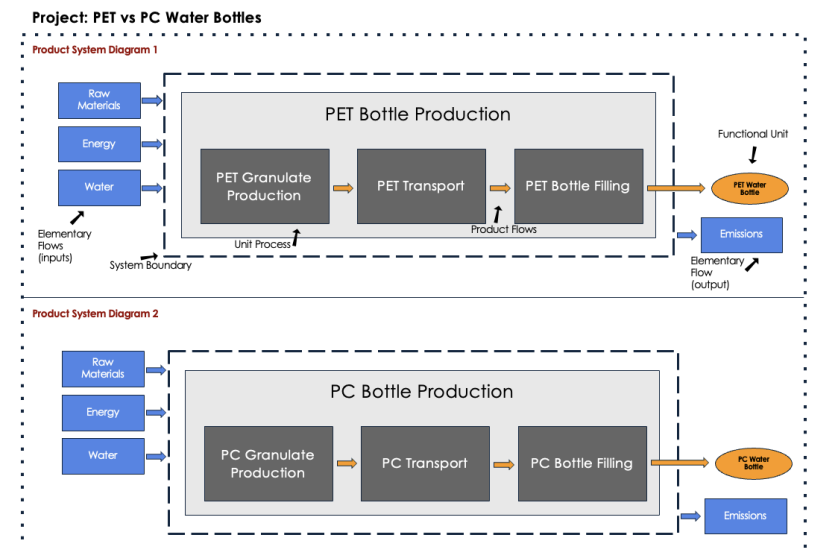 Project: PET vs PC Water Bottles
Product System Diagram 1
Raw
Materials
Energy
Water
Elementary
Flows
(inputs)
System Boundary
PET Bottle Production
PET Granulate
Production
PET Transport
PET Bottle Filling
Unit Process
Product Flows
Functional Unit
PET Water
Bottle
Emissions
Elementary
Flow
(output)
Product System Diagram 2
Raw
Materials
Energy
Water
PC Bottle Production
PC Granulate
Production
PC Transport
PC Bottle Filling
PC Water
Bottle
Emissions